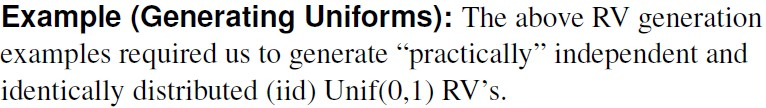 Example (Generating Uniforms): The above RV generation
examples required us to generate “practically” independent and
identically distributed (iid) Unif(0,1) RV’s.